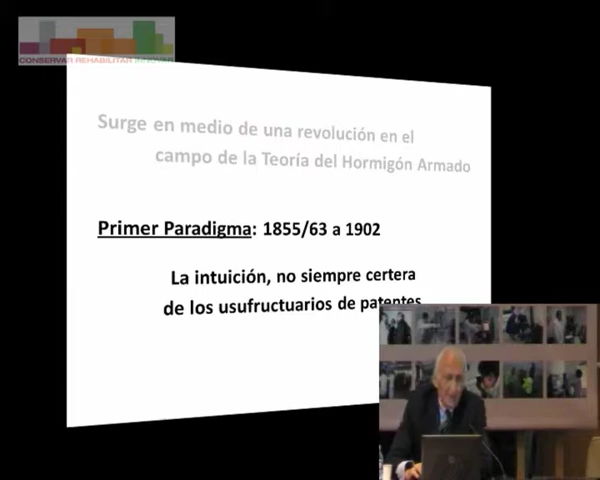 CONSERVAR REHABILITAR INNOVAR
Surge en medio de una revolución en el
campo de la Teoría del Hormigón Armado
Primer Paradigma: 1855/63 a 1902
La intuición, no siempre certera
de los usufructuarios de patentes